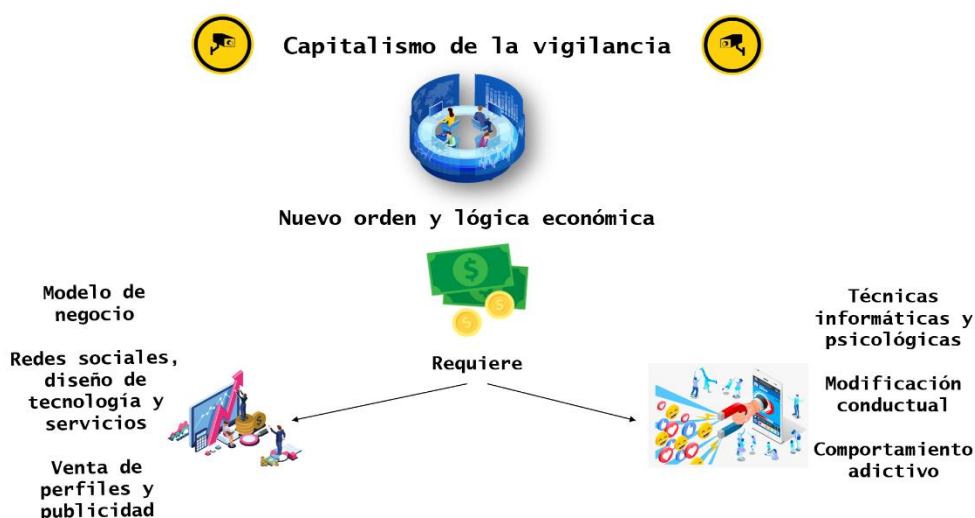 Capitalismo de la vigilancia
Nuevo orden y lógica económica
Requiere
Modelo de
negocio
Redes sociales,
diseño de
tecnología y
servicios
Venta de
perfiles y
publicidad
Técnicas
informáticas y
psicológicas
Modificación
conductual
Comportamiento
adictivo